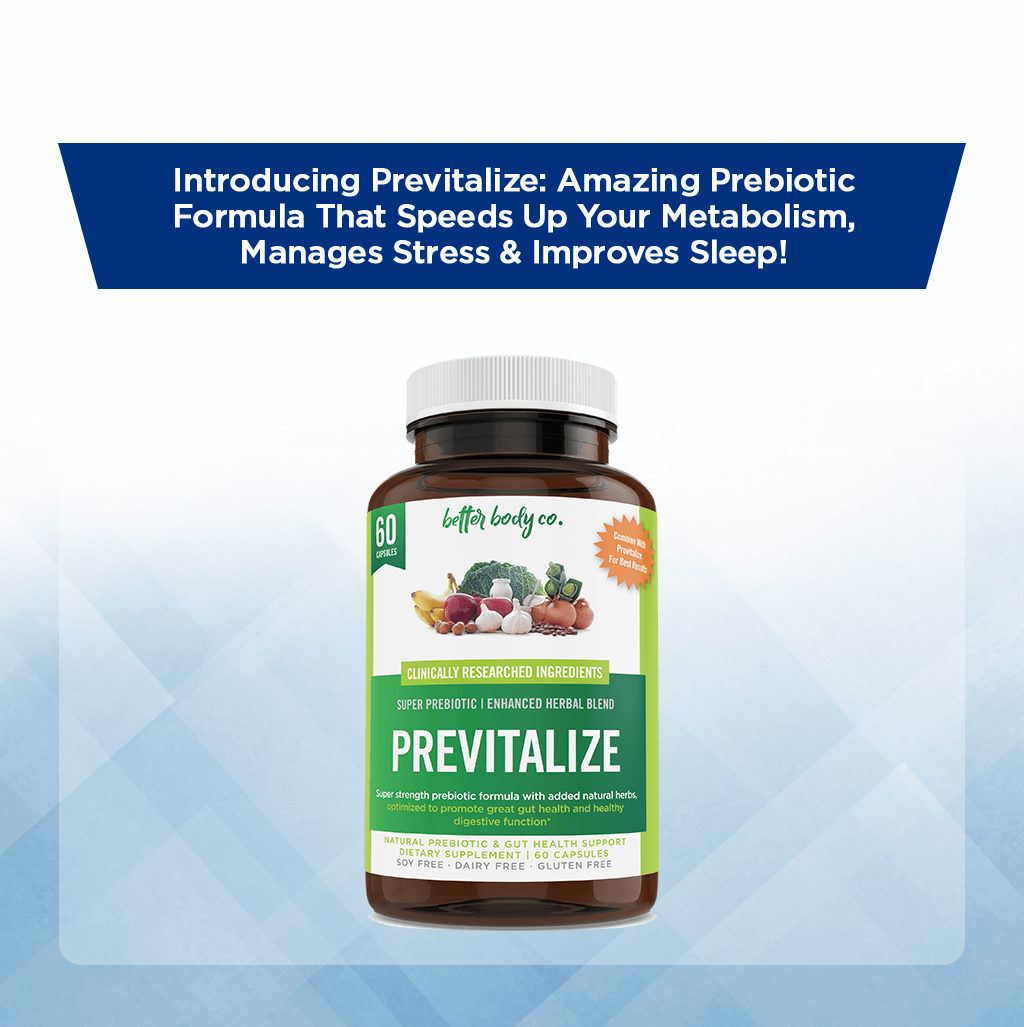 Introducing Previtalize: Amazing Prebiotic
Formula That Speeds Up Your Metabolism,
Manages Stress & Improves Sleep!
better body co.
60
CAPSULES
Combine With
Provitalize
For Best Results
CLINICALLY RESEARCHED INGREDIENTS
SUPER PREBIOTIC | ENHANCED HERBAL BLEND
PREVITALIZE
Super strength prebiotic formula with added natural herbs,
optimized to promote great gut health and healthy
digestive function*
NATURAL PREBIOTIC & GUT HEALTH SUPPORT
DIETARY SUPPLEMENT | 60 CAPSULES
SOY FREE · DAIRY FREE · GLUTEN FREE